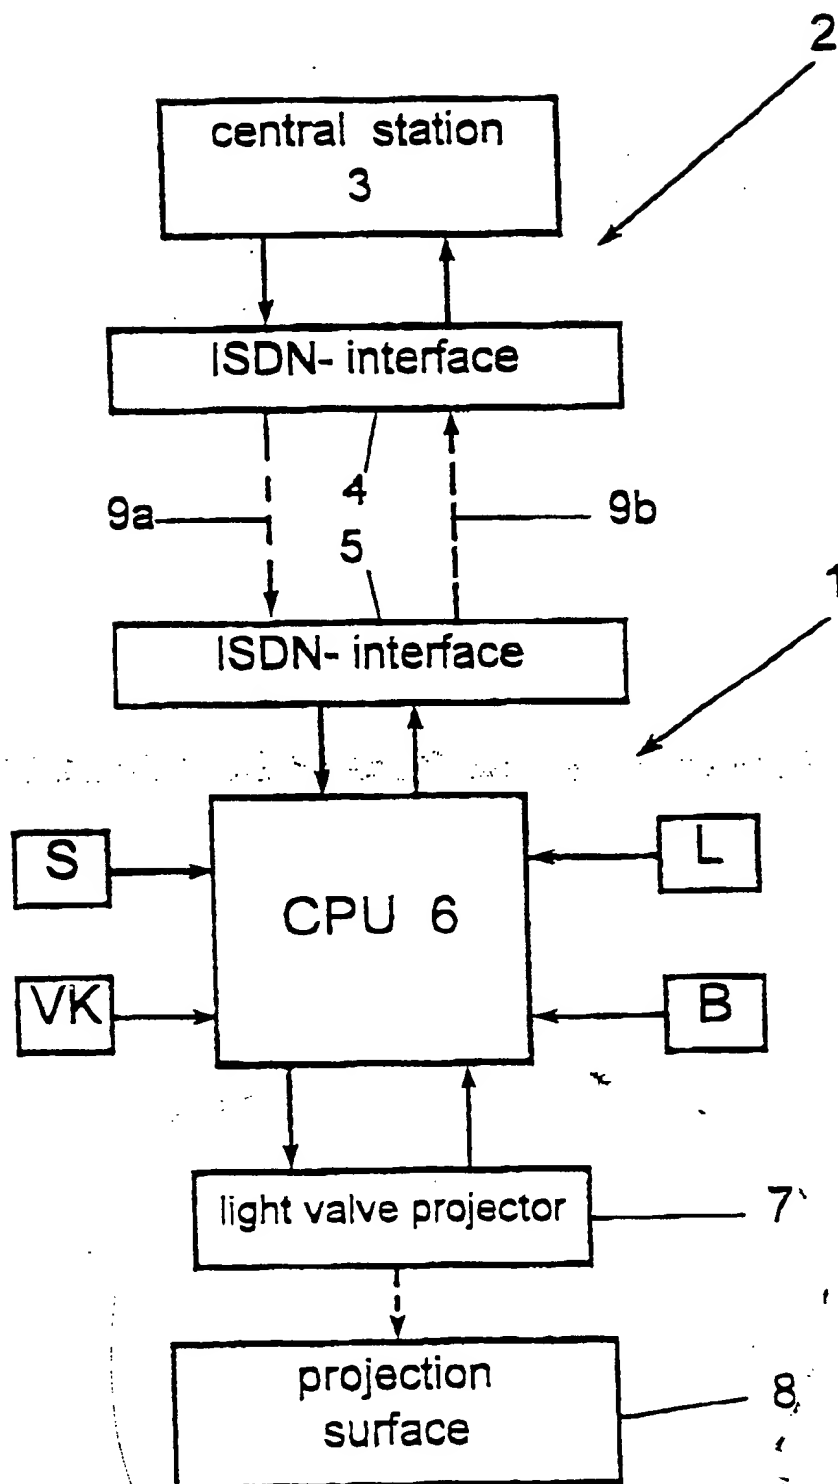 2
central station
3
ISDN- interface
4
9a
9b
5
1
ISDN- interface
S
L
CPU 6
VK
B
light valve projector
7
projection
surface
8